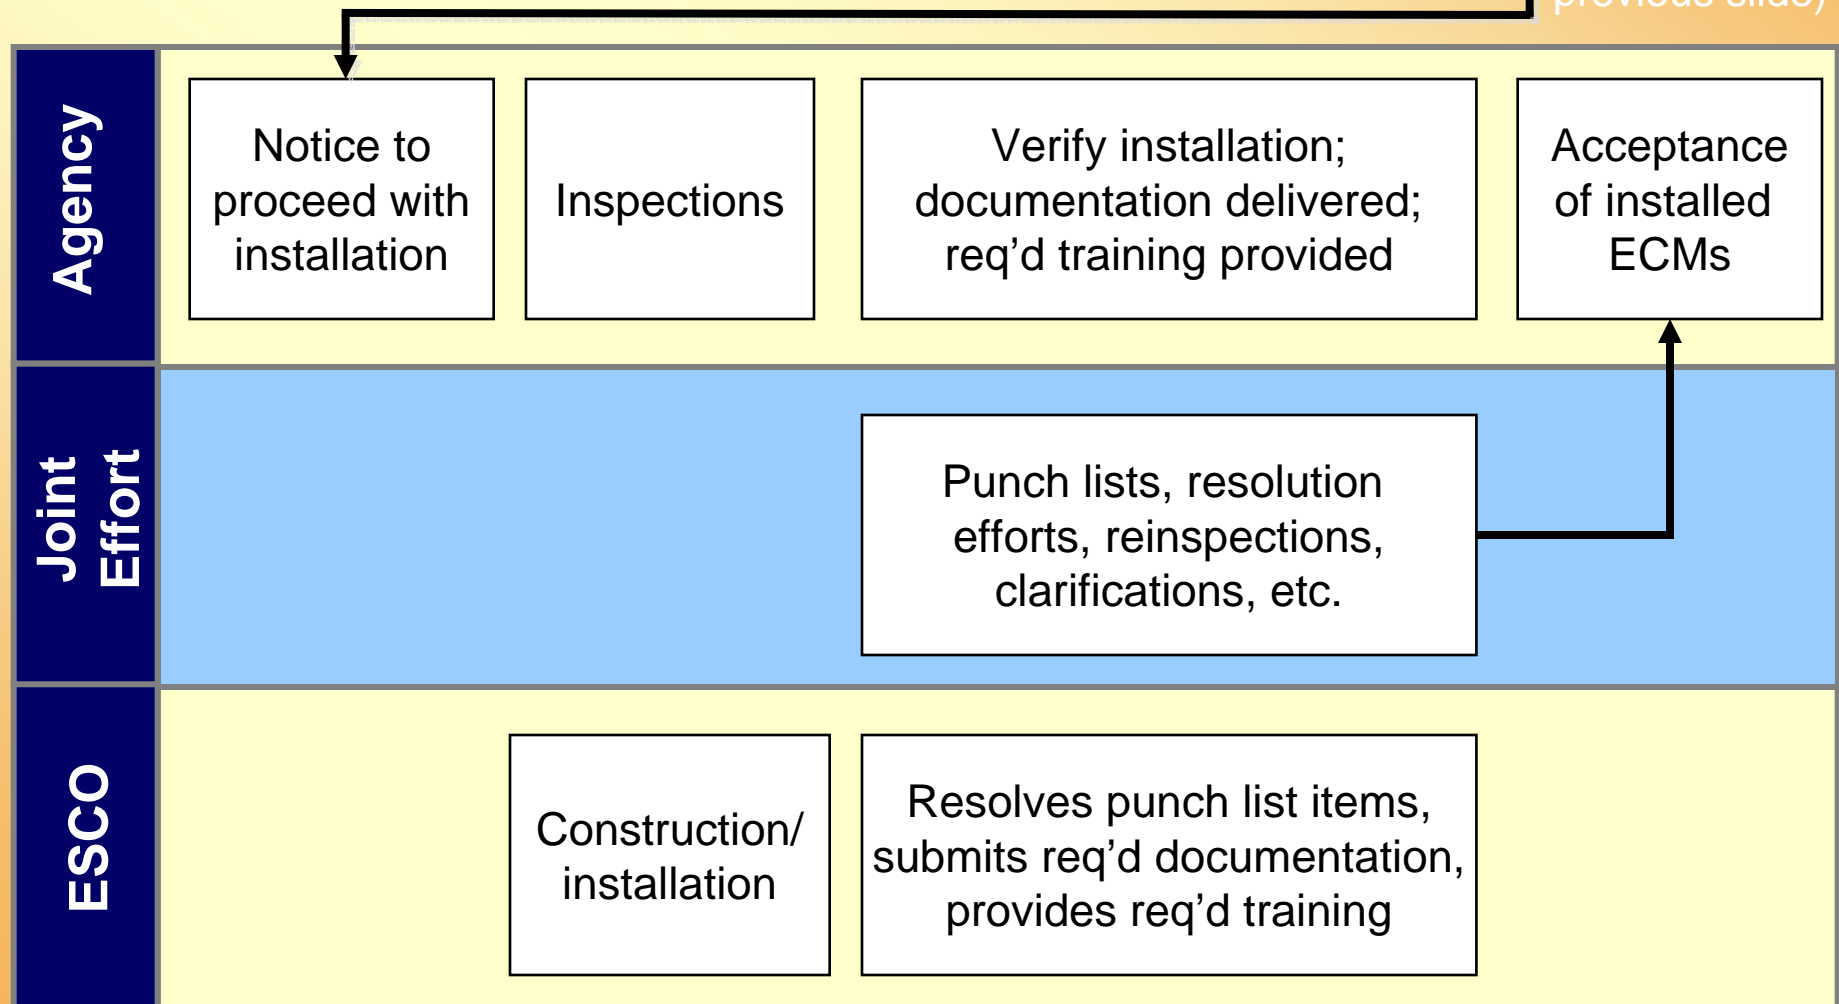 previous slide)
Agency
Notice to
proceed with
installation
Inspections
Verify installation;
documentation delivered;
req’d training provided
Acceptance
of installed
ECMs
Joint
Effort
Punch lists, resolution
efforts, reinspections,
clarifications, etc.
ESCO
Construction/
installation
Resolves punch list items,
submits req’d documentation,
provides req’d training